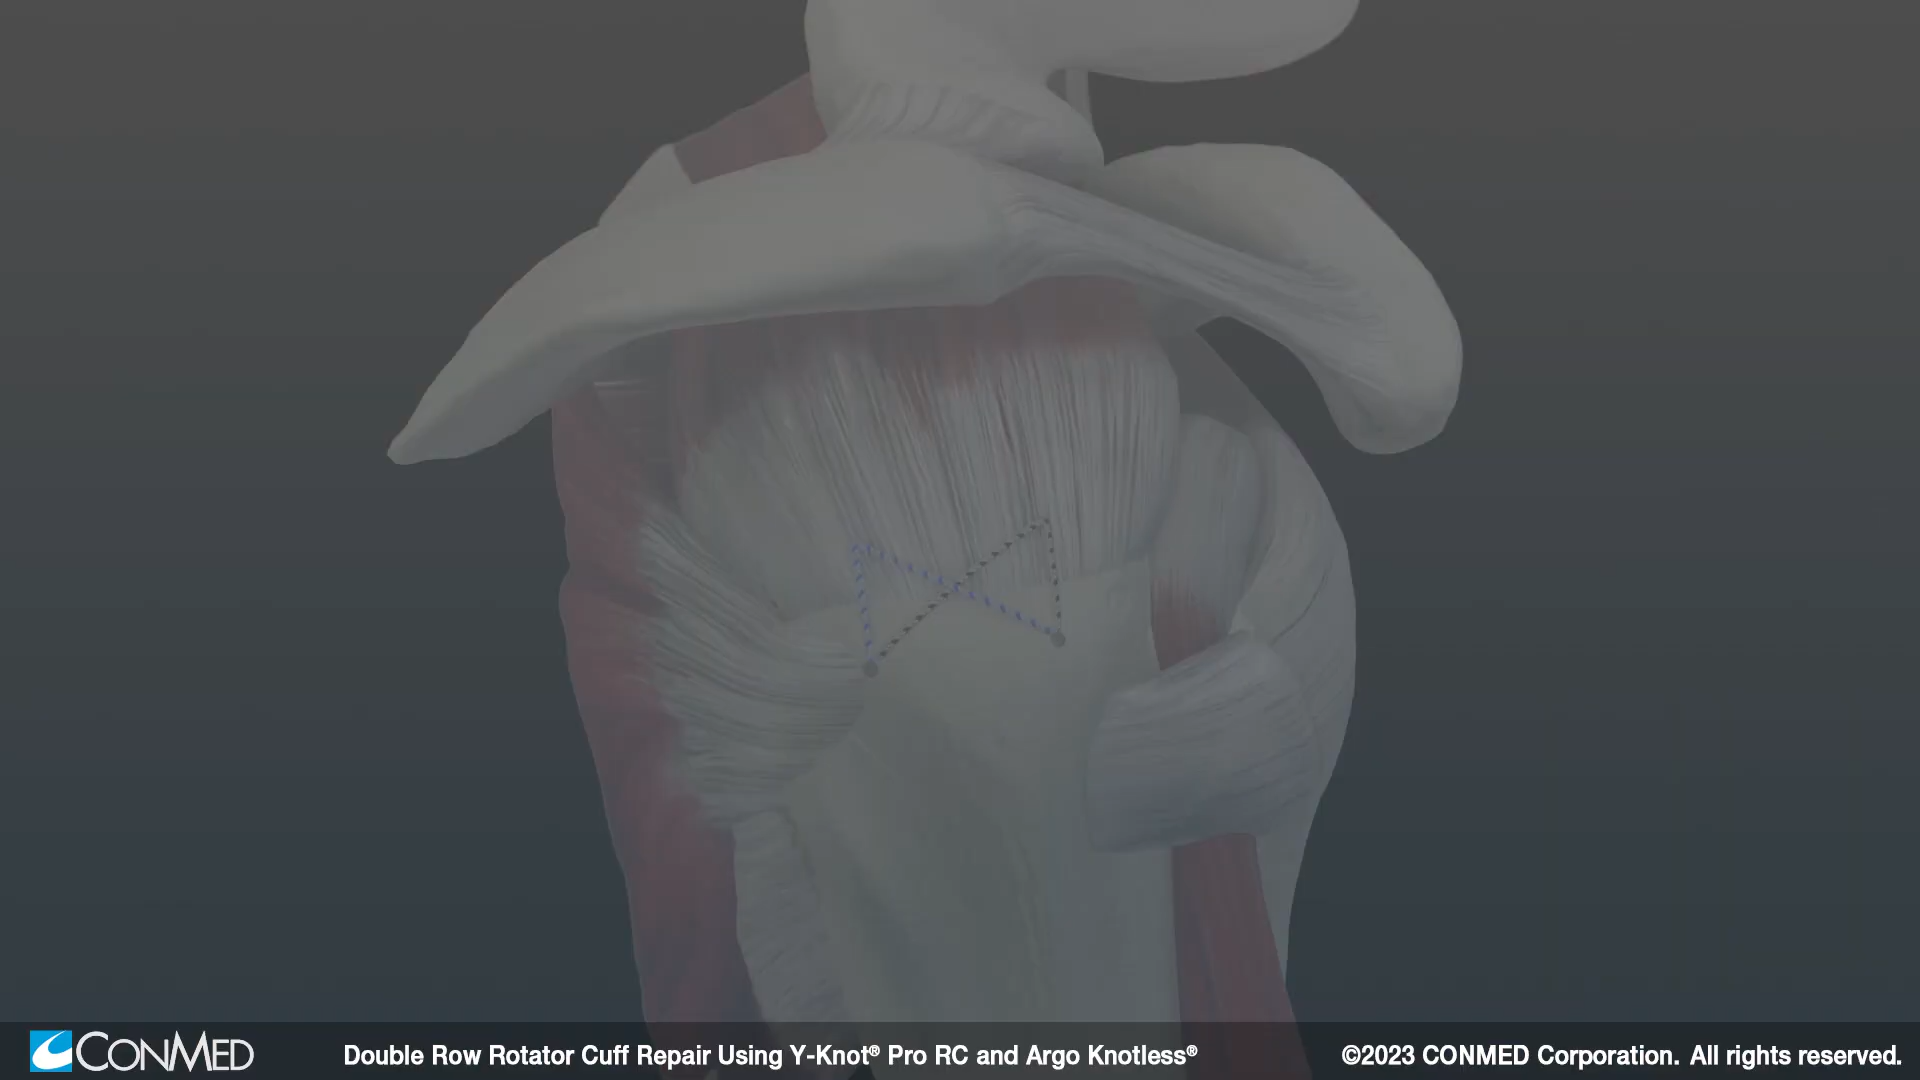 CONMED
Double Row Rotator Cuff Repair Using Y-Knot® Pro RC and Argo Knotless®
©2023 CONMED Corporation. All rights reserved.